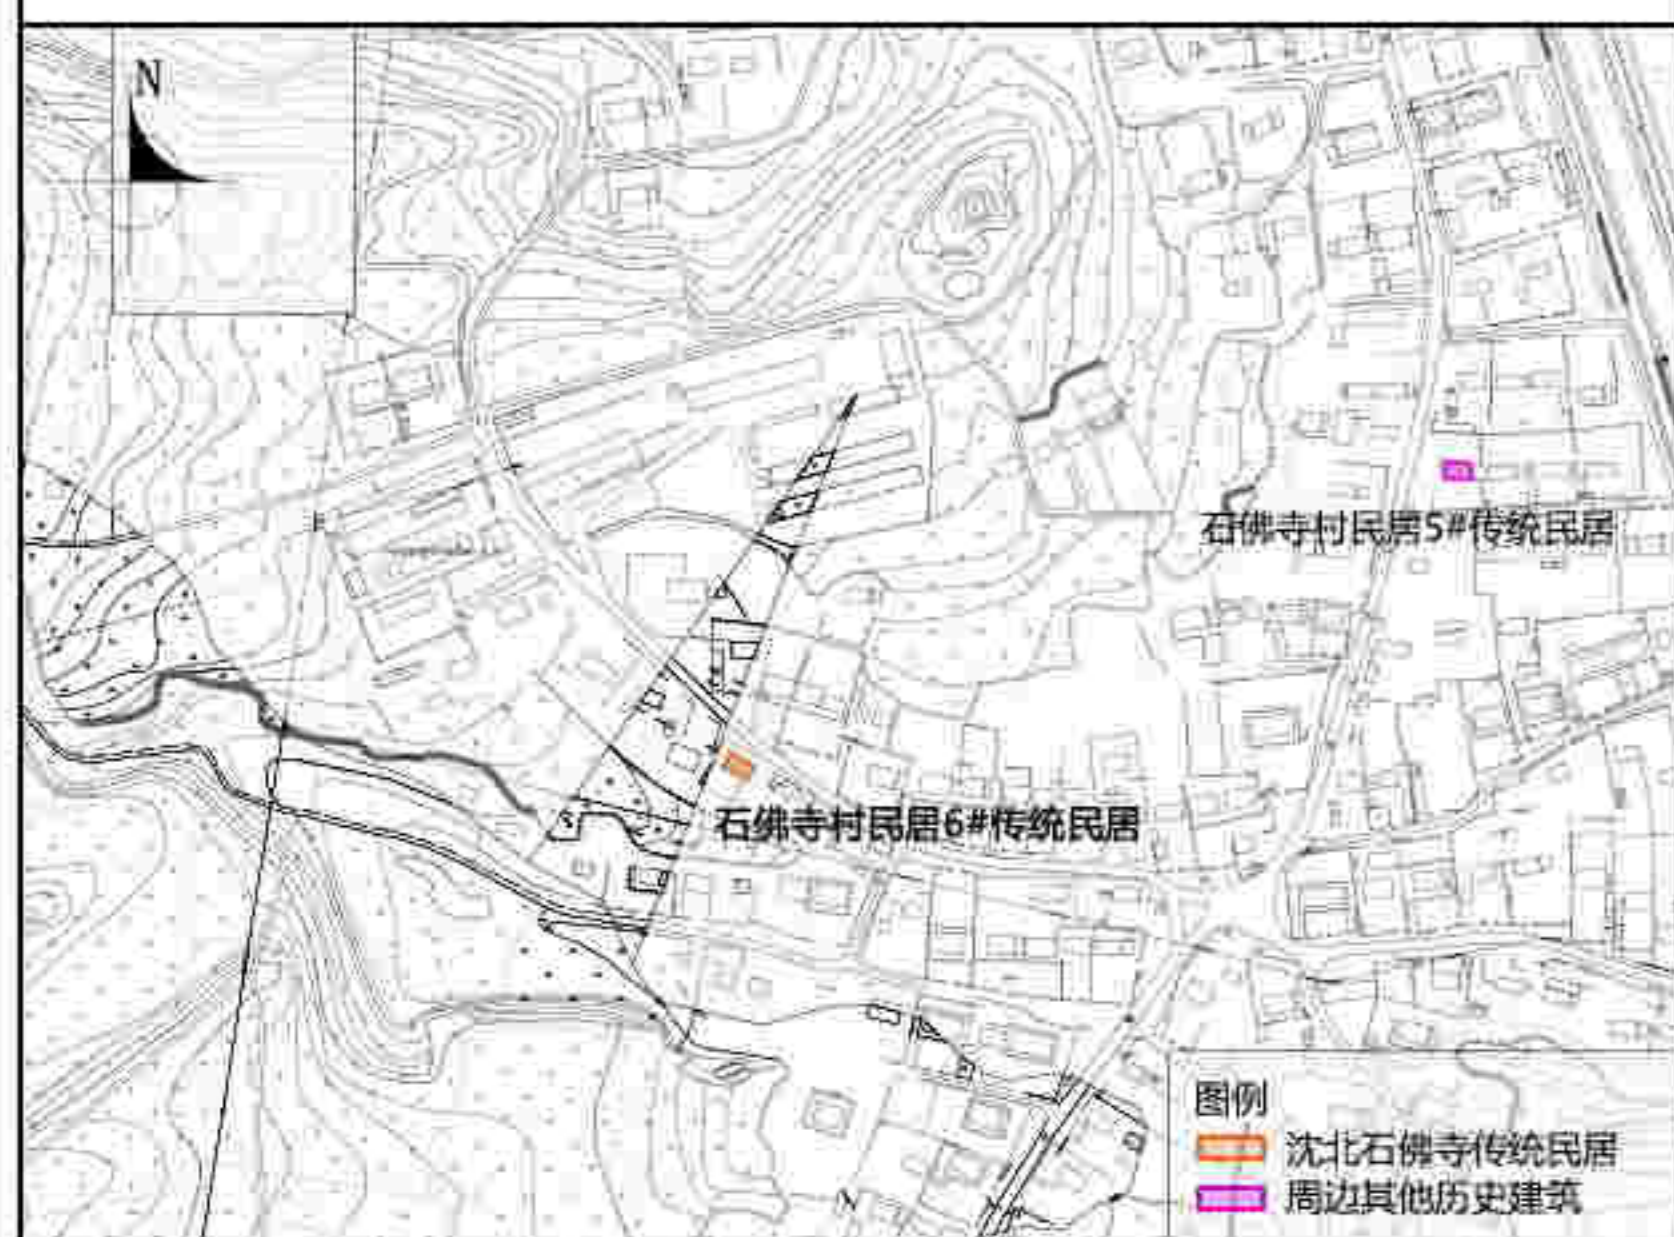 N
石佛寺村民居5#传统民居
石佛寺村民居6#传统民居
图例
沈北石佛寺传统民居
周边其他历史建筑